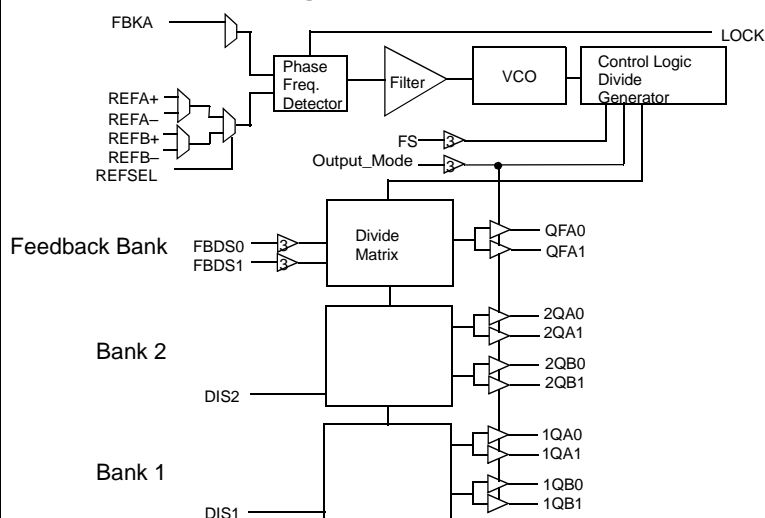 FBKA
LOCK
Phase
Freq.
Detector
Filter
VCO
Control Logic
Divide
Generator
REFA+
REFA–
REFB+
REFB–
REFSEL
FS
3
Output_Mode
3
Feedback Bank
FBDS0
3
FBDS1
3
Divide
Matrix
QFA0
QFA1
Bank 2
2QA0
2QA1
2QB0
2QB1
DIS2
Bank 1
1QA0
1QA1
1QB0
1QB1
DIS1